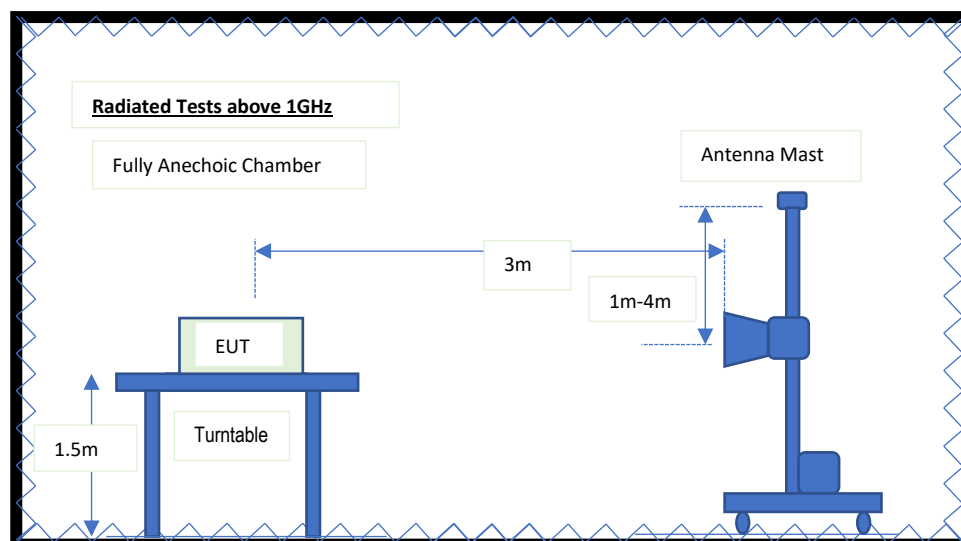 Radiated Tests above 1GHz
Fully Anechoic Chamber
Antenna Mast
3m
1m-4m
EUT
Turntable
1.5m